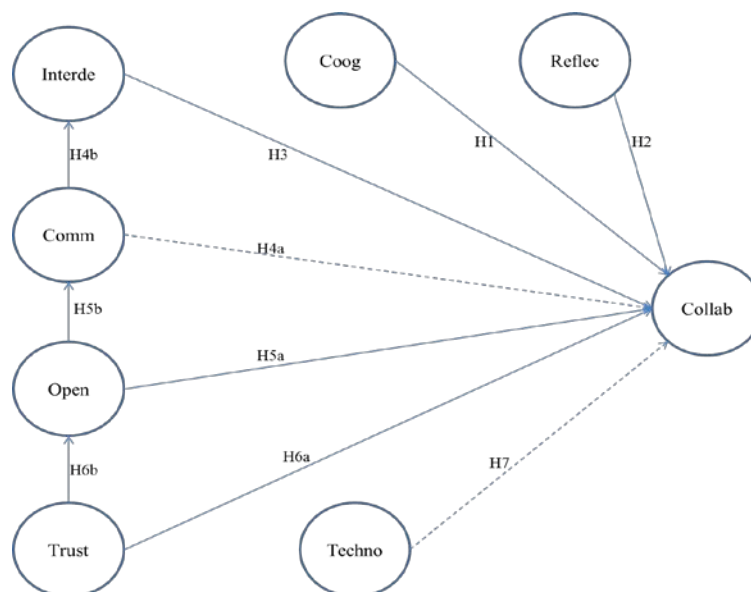 Interde
Coog
Reflec
H4b
H3
H1
H2
Comm
H4a
H5b
Collab
Open
H5a
H6b
H6a
H7
Trust
Techno